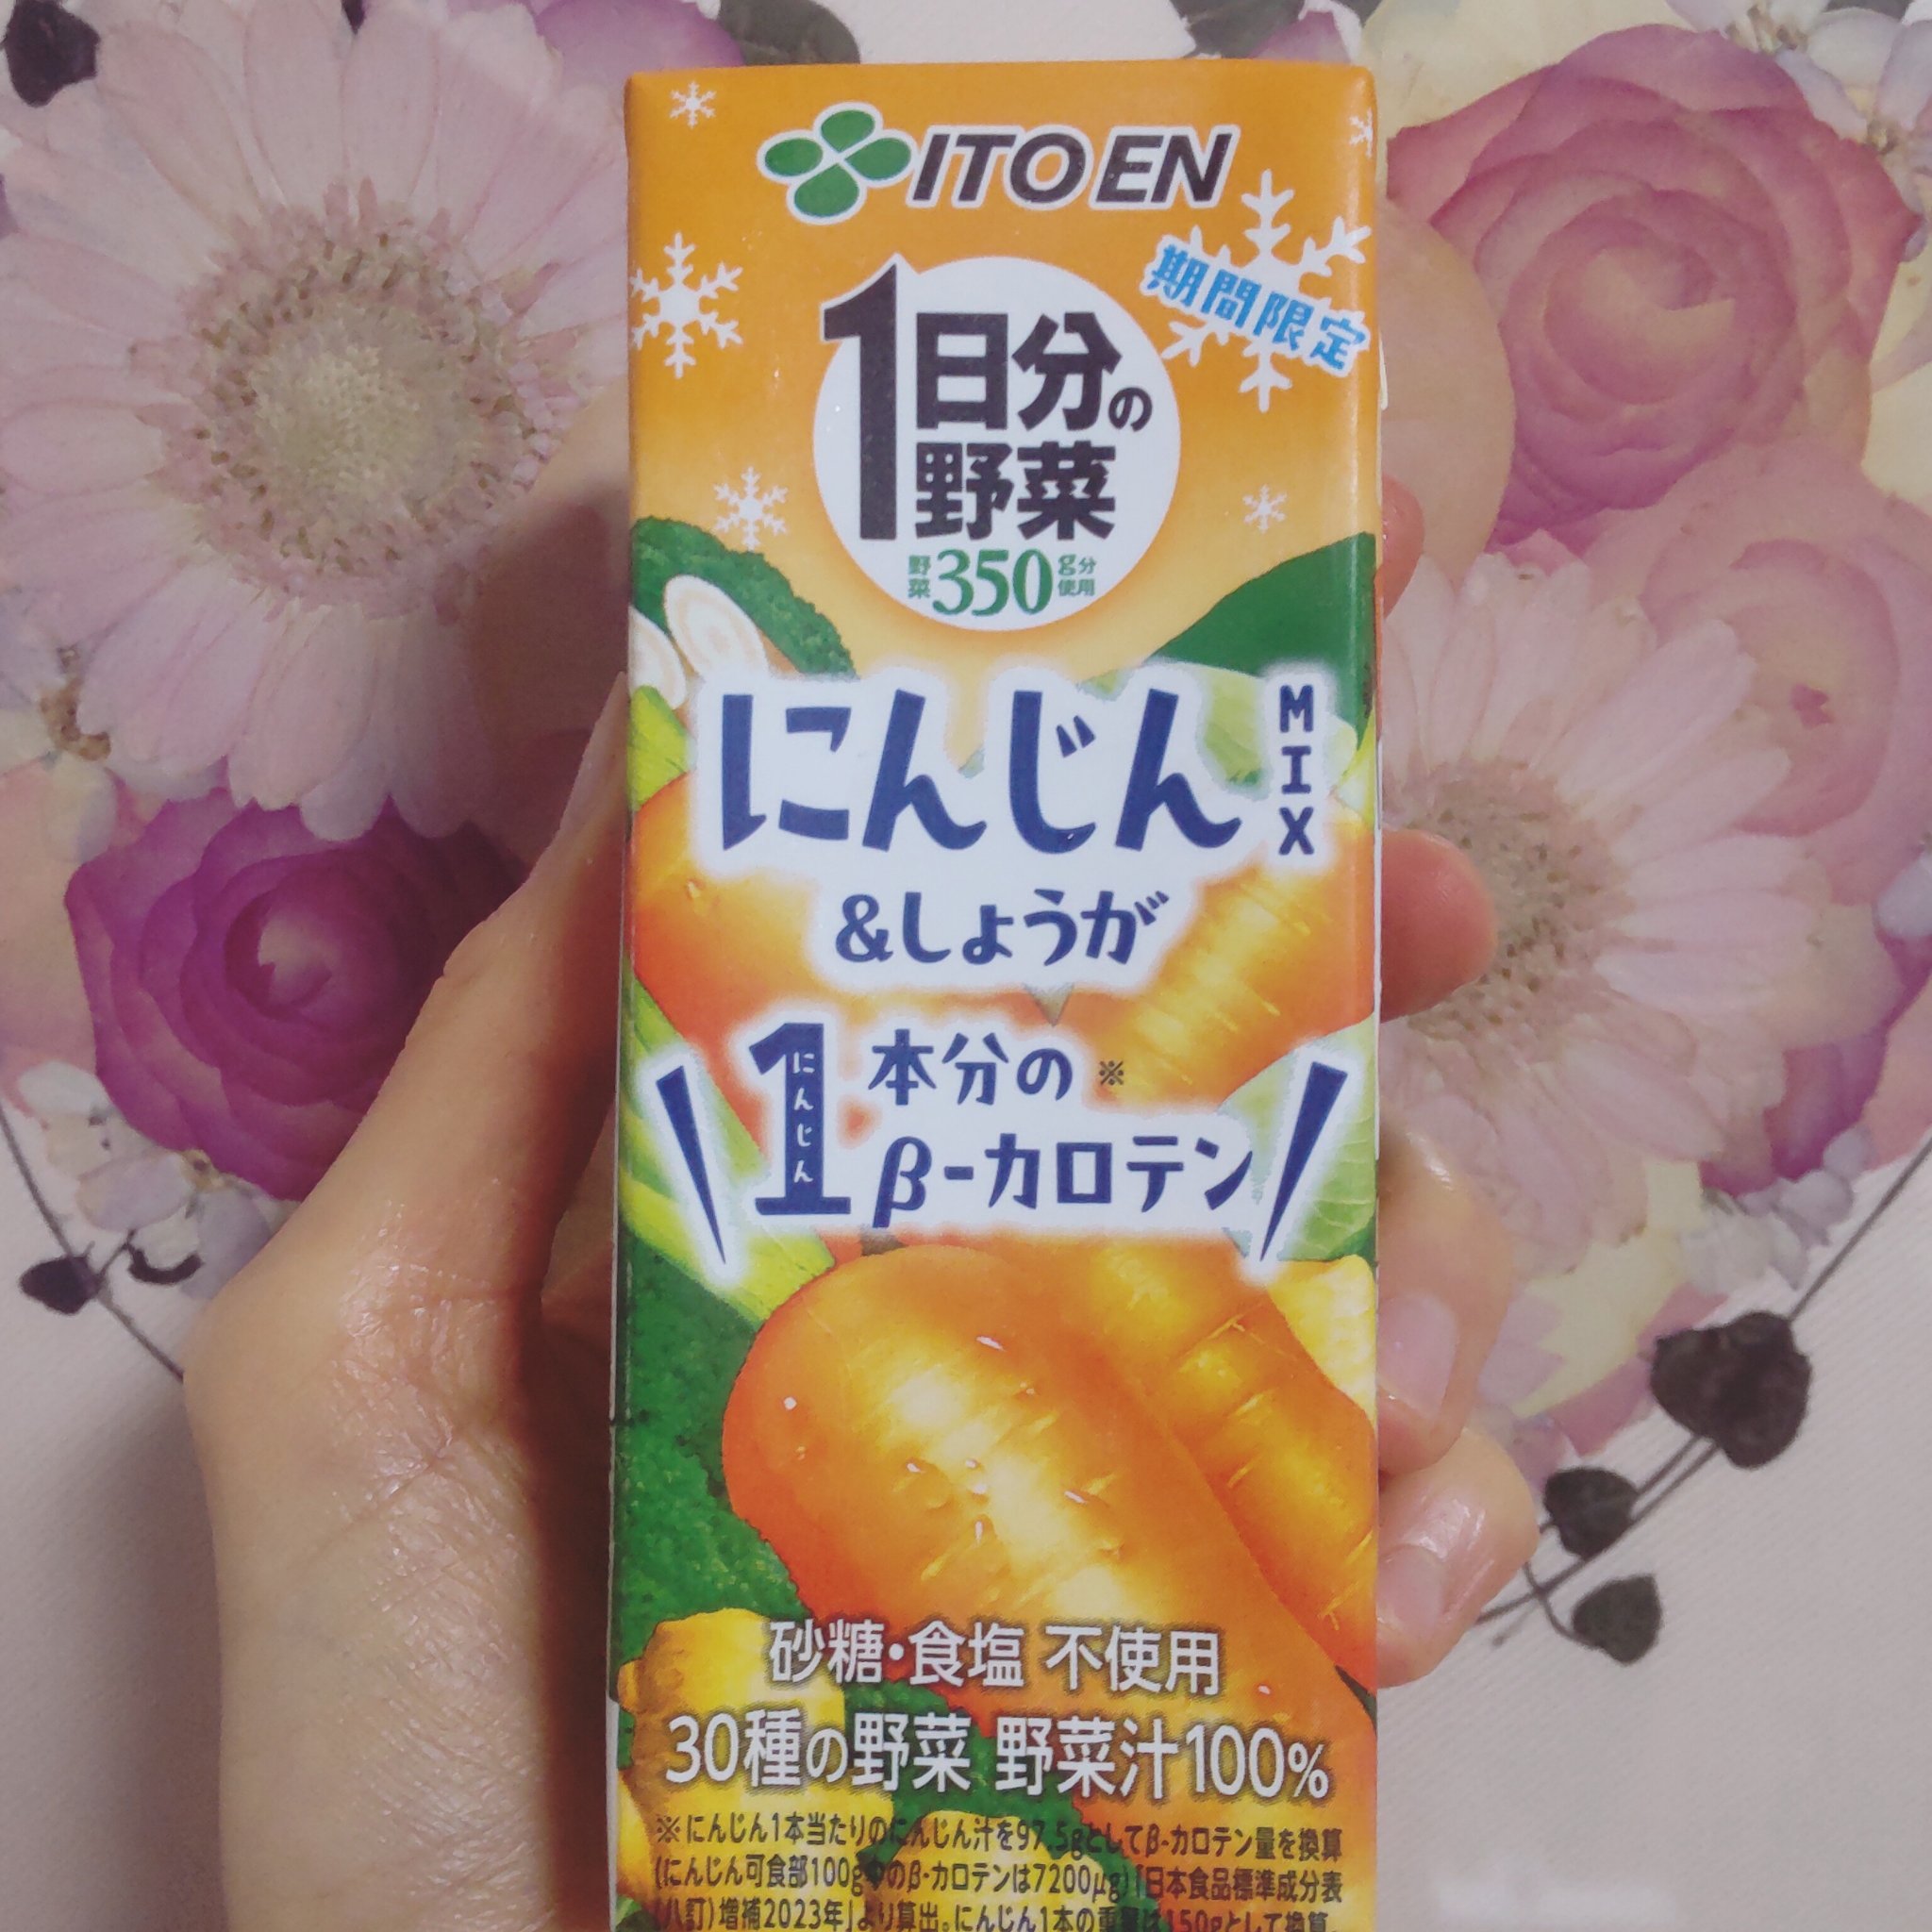 ITO EN
期間限定
1日分の
野菜
野菜350g分使用
にんじんMIX
&しょうが
にんじん1本分の※
β-カロテン
砂糖・食塩 不使用
30種の野菜 野菜汁100%
※にんじん1本当たりのにんじん汁を97.5gとしてβ-カロテン量を換算
(にんじん可食部100g中のβ-カロテンは7200μg)「日本食品標準成分表
(八訂)増補2023年」より算出。にんじん1本の重量は150gとして換算。